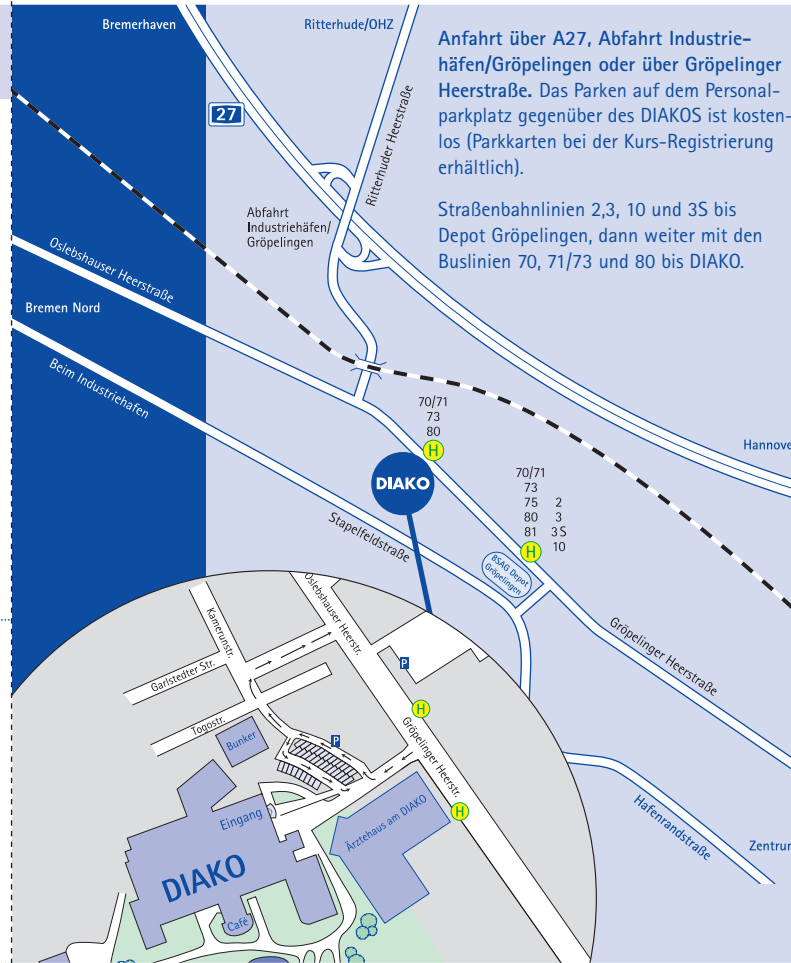 Bremerhaven
Ritterhude/OHZ
Anfahrt über A27, Abfahrt Industrie-
häfen/Gröpelingen oder über Gröpelinger
Heerstraße. Das Parken auf dem Personal-
parkplatz gegenüber des DIAKOS ist kosten-
los (Parkkarten bei der Kurs-Registrierung
erhältlich).
Straßenbahnlinien 2,3, 10 und 3S bis
Depot Gröpelingen, dann weiter mit den
Buslinien 70, 71/73 und 80 bis DIAKO.
27
Ritterhuder Heerstraße
Abfahrt
Industriehäfen/
Gröpelingen
Oslebshauser Heerstraße
Bremen Nord
Beim Industriehafen
70/71
73
80
H
Hannove
DIAKO
70/71
73
75 2
80 3
81 3S
10
H
Stapelfeldstraße
BSAG Depot
Gröpelingen
Gröpelinger Heerstraße
Oslebshauser Heerstr.
Kamerunstr.
Garlstedter Str.
Togostr.
P
H
Bunker
P
Gröpelinger Heerstr.
H
Eingang
Ärztehaus am DIAKO
DIAKO
Café
Hafenrandstraße
Zentrum